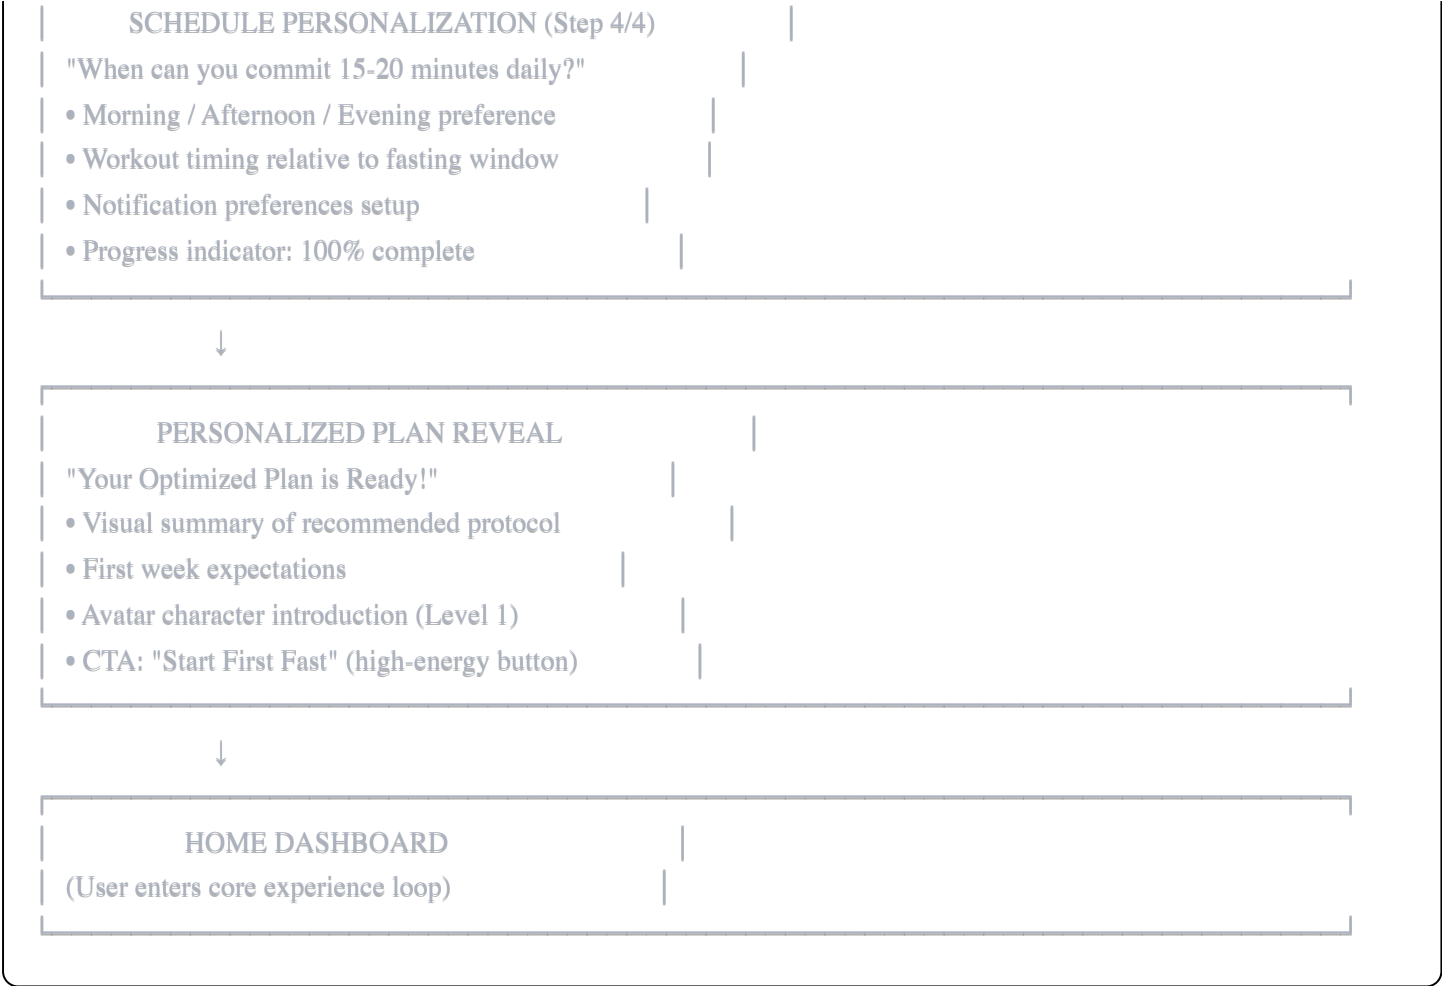 SCHEDULE PERSONALIZATION (Step 4/4)
"When can you commit 15-20 minutes daily?"
• Morning / Afternoon / Evening preference
• Workout timing relative to fasting window
• Notification preferences setup
• Progress indicator: 100% complete
↓
PERSONALIZED PLAN REVEAL
"Your Optimized Plan is Ready!"
• Visual summary of recommended protocol
• First week expectations
• Avatar character introduction (Level 1)
• CTA: "Start First Fast" (high-energy button)
↓
HOME DASHBOARD
(User enters core experience loop)